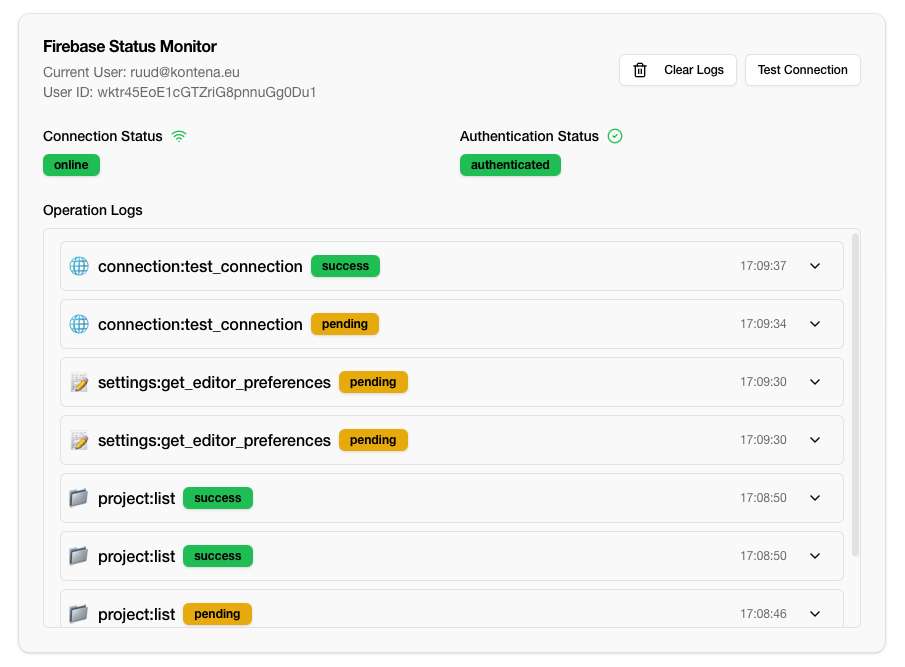 Firebase Status Monitor
Current User: ruud@kontena.eu
User ID: wktr45EoE1cGTZriG8pnnuGg0Du1
Clear Logs
Test Connection
Connection Status
online
Authentication Status
authenticated
Operation Logs
connection:test_connection success 17:09:37
connection:test_connection pending 17:09:34
settings:get_editor_preferences pending 17:09:30
settings:get_editor_preferences pending 17:09:30
project:list success 17:08:50
project:list success 17:08:50
project:list pending 17:08:46